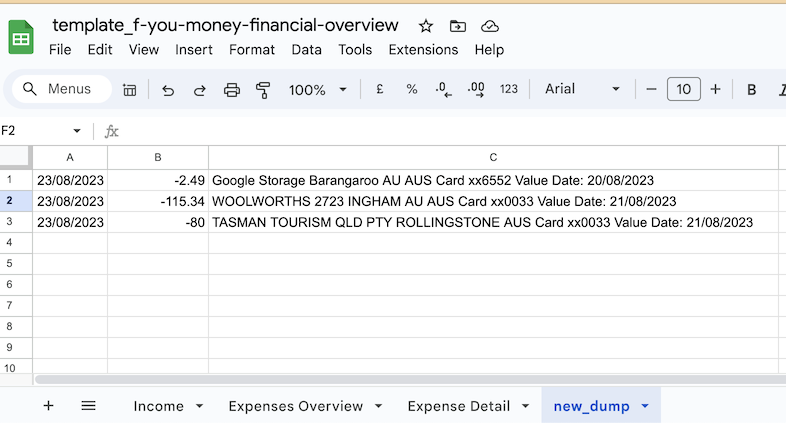 template_f-you-money-financial-overview
File Edit View Insert Format Data Tools Extensions Help
Menus 100% £ % .0 .00 123 Arial 10 B I
F2 fx
A B C
1 23/08/2023 -2.49 Google Storage Barangaroo AU AUS Card xx6552 Value Date: 20/08/2023
2 23/08/2023 -115.34 WOOLWORTHS 2723 INGHAM AU AUS Card xx0033 Value Date: 21/08/2023
3 23/08/2023 -80 TASMAN TOURISM QLD PTY ROLLINGSTONE AUS Card xx0033 Value Date: 21/08/2023
4
5
6
7
8
9
10
Income Expenses Overview Expense Detail new_dump